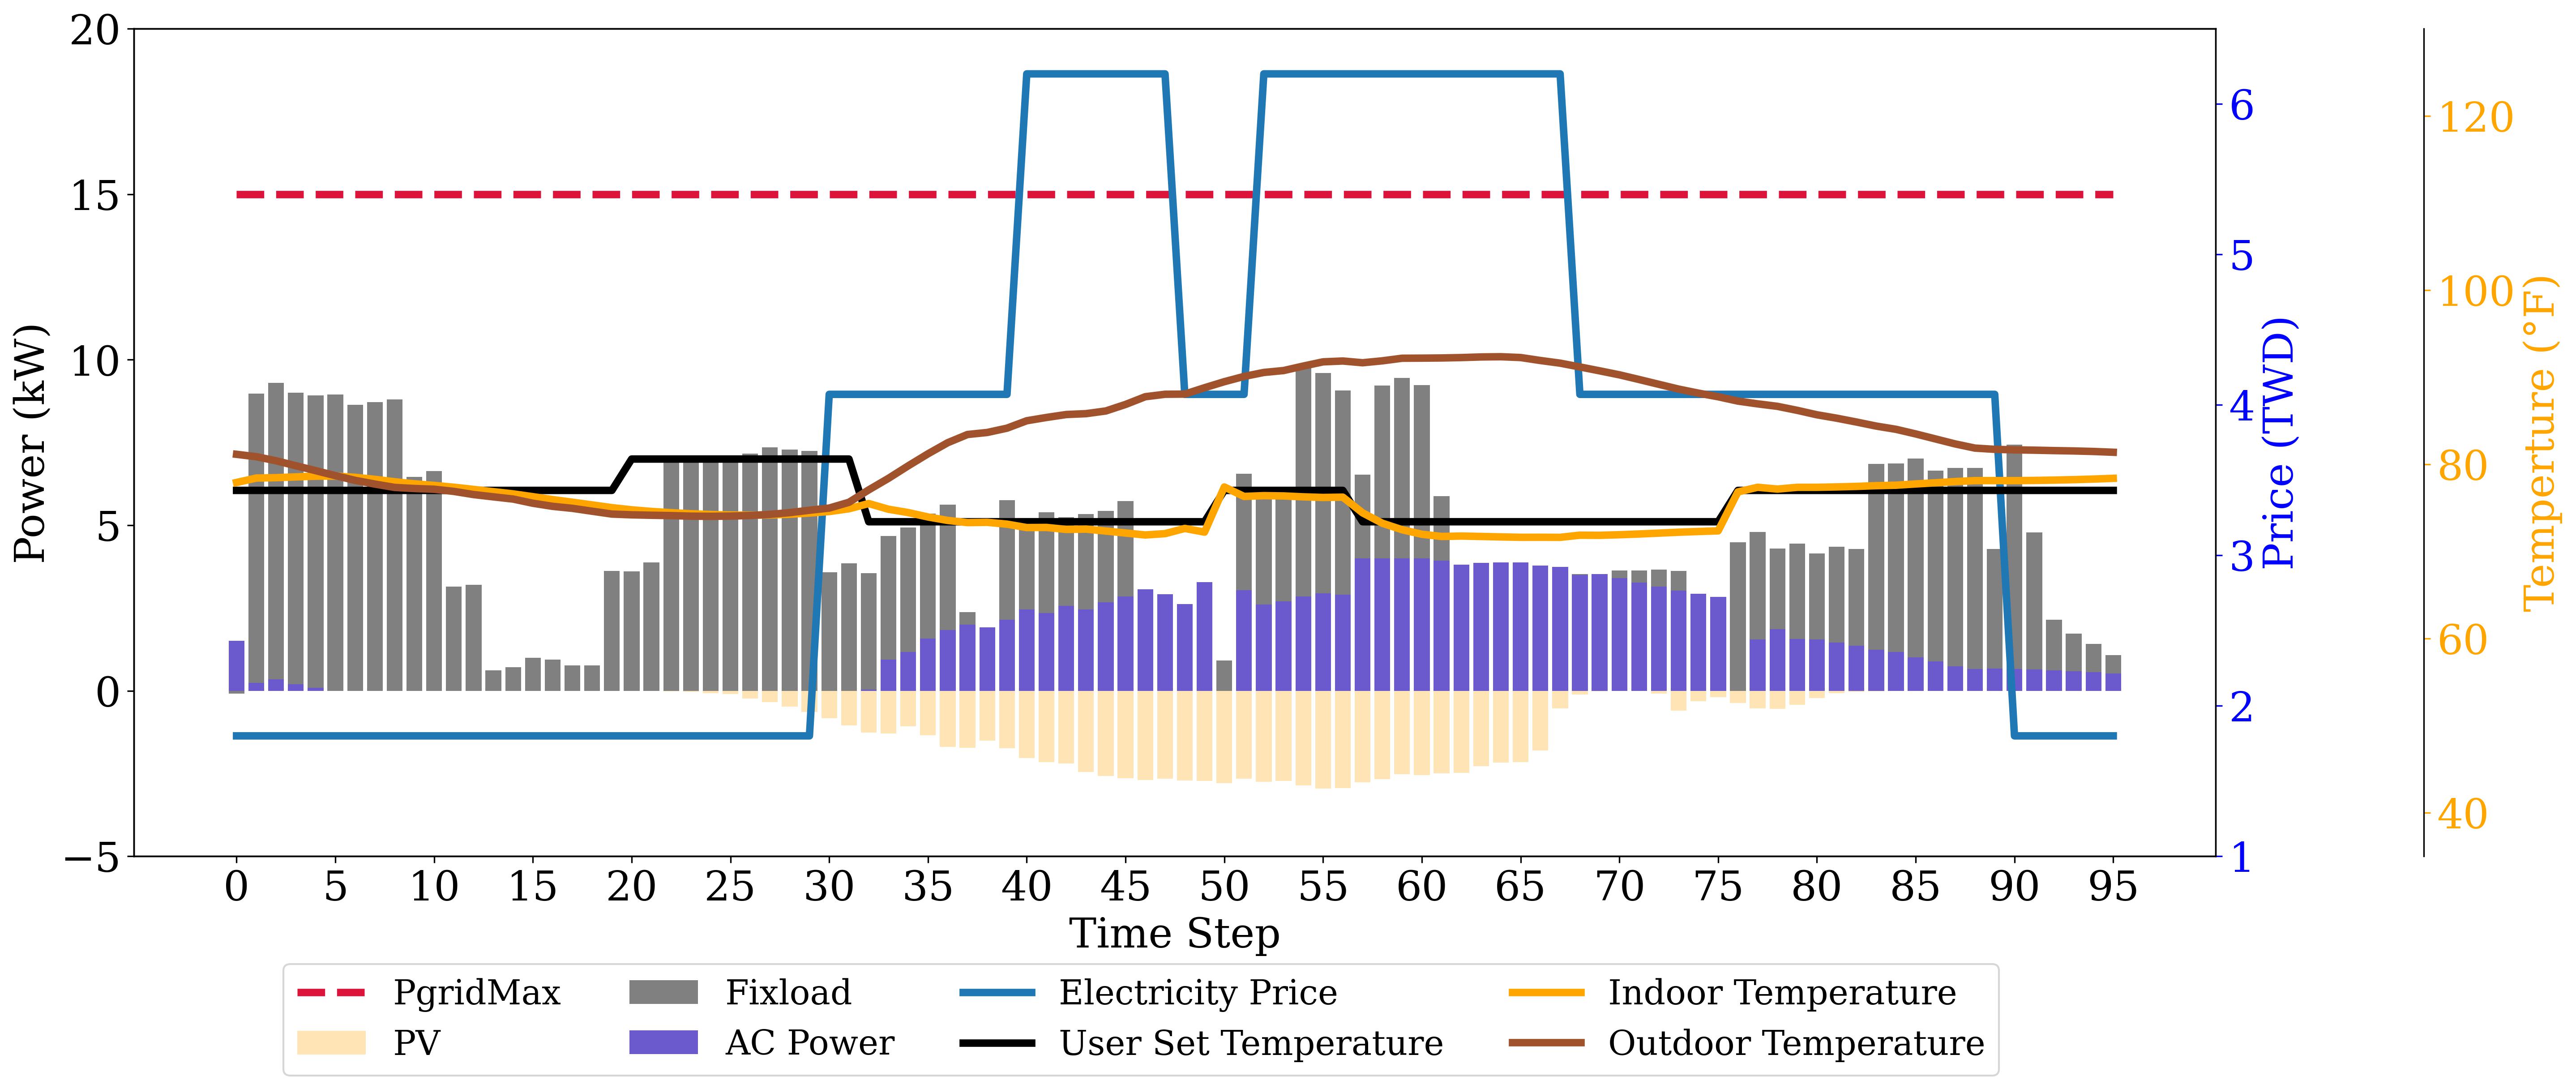 20
15
10
5
0
−5
Power (kW)
6
5
4
3
2
1
Price (TWD)
120
100
80
60
40
Temperture (°F)
0 5 10 15 20 25 30 35 40 45 50 55 60 65 70 75 80 85 90 95
Time Step
PgridMax Fixload Electricity Price Indoor Temperature
PV AC Power User Set Temperature Outdoor Temperature